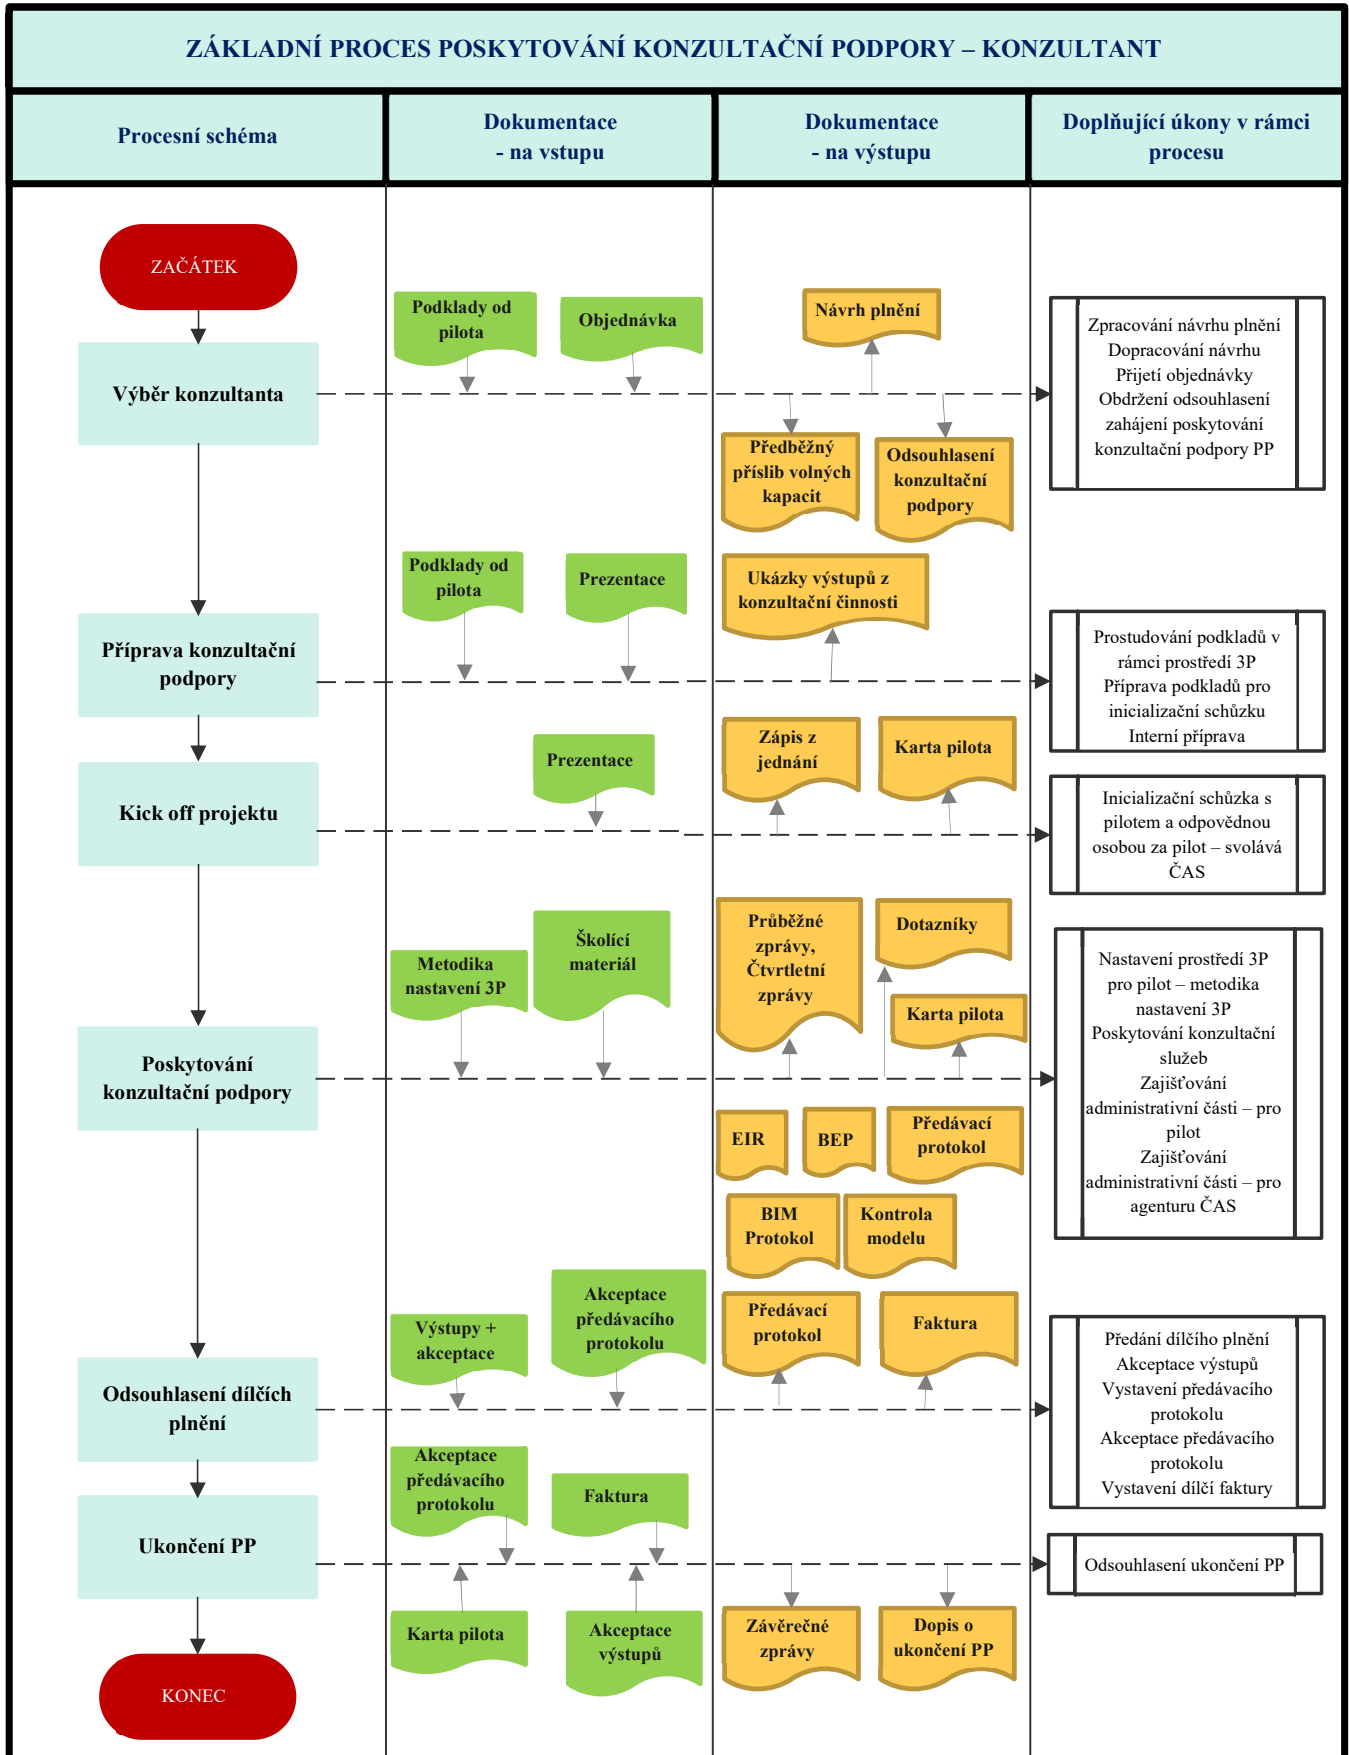 ZÁKLADNÍ PROCES POSKYTOVÁNÍ KONZULTAČNÍ PODPORY – KONZULTANT
Procesní schéma
Dokumentace
- na vstupu
Dokumentace
- na výstupu
Doplňující úkony v rámci
procesu
ZAČÁTEK
Výběr konzultanta
Podklady od
pilota
Objednávka
Návrh plnění
Předběžný
příslib volných
kapacit
Odsouhlasení
konzultační
podpory
Zpracování návrhu plnění
Dopracování návrhu
Přijetí objednávky
Obdržení odsouhlasení
zahájení poskytování
konzultační podpory PP
Příprava konzultační
podpory
Podklady od
pilota
Prezentace
Ukázky výstupů z
konzultační činnosti
Prostudování podkladů v
rámci prostředí 3P
Příprava podkladů pro
inicializační schůzku
Interní příprava
Kick off projektu
Prezentace
Zápis z
jednání
Karta pilota
Inicializační schůzka s
pilotem a odpovědnou
osobou za pilot – svolává
ČAS
Poskytování
konzultační podpory
Metodika
nastavení 3P
Školící
materiál
Průběžné
zprávy,
Čtvrtletní
zprávy
Dotazníky
Karta pilota
EIR
BEP
Předávací
protokol
BIM
Protokol
Kontrola
modelu
Nastavení prostředí 3P
pro pilot – metodika
nastavení 3P
Poskytování konzultační
služeb
Zajišťování
administrativní části – pro
pilot
Zajišťování
administrativní části – pro
agenturu ČAS
Odsouhlasení dílčích
plnění
Výstupy +
akceptace
Akceptace
předávacího
protokolu
Předávací
protokol
Faktura
Předání dílčího plnění
Akceptace výstupů
Vystavení předávacího
protokolu
Akceptace předávacího
protokolu
Vystavení dílčí faktury
Ukončení PP
Akceptace
předávacího
protokolu
Faktura
Karta pilota
Akceptace
výstupů
Závěrečné
zprávy
Dopis o
ukončení PP
Odsouhlasení ukončení PP
KONEC